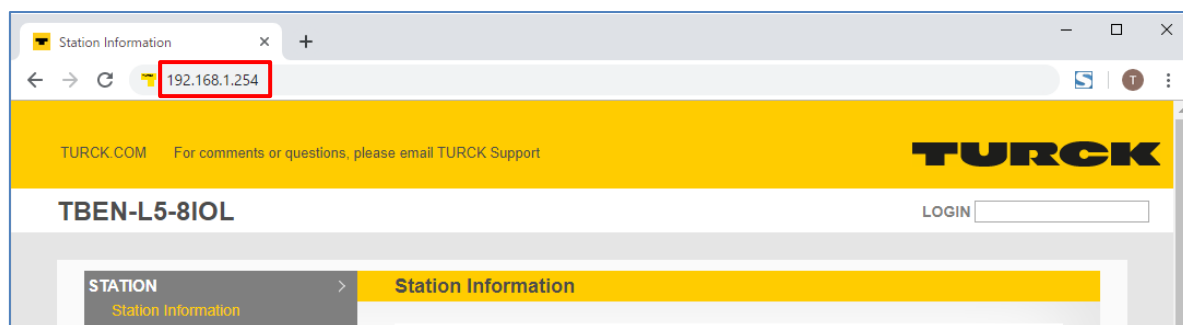 Station Information
192.168.1.254
T
TURCK.COM For comments or questions, please email TURCK Support
TURCK
TBEN-L5-8IOL
LOGIN
STATION
Station Information
Station Information